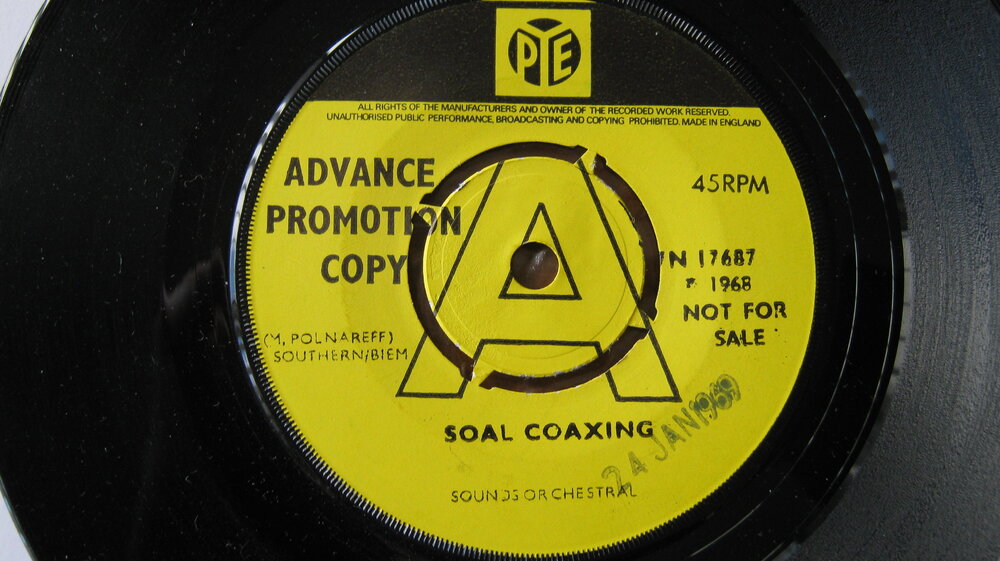 PYE
ALL RIGHTS OF THE MANUFACTURERS AND OWNER OF THE RECORDED WORK RESERVED.
UNAUTHORISED PUBLIC PERFORMANCE, BROADCASTING AND COPYING PROHIBITED. MADE IN ENGLAND
ADVANCE
PROMOTION
COPY
A
45RPM
N 17687
P 1968
NOT FOR
SALE
(M. POLNAREFF)
SOUTHERN/BIEM
SOAL COAXING
24 JAN 1969
SOUNDS ORCHESTRAL